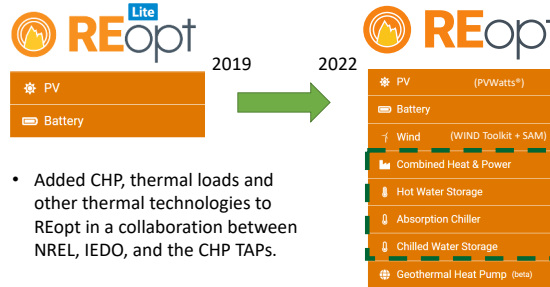 Lite
REopt
PV
Battery
2019
2022
REopt
PV (PVWatts®)
Battery
Wind (WIND Toolkit + SAM)
Combined Heat & Power
Hot Water Storage
Absorption Chiller
Chilled Water Storage
Geothermal Heat Pump (beta)
• Added CHP, thermal loads and
other thermal technologies to
REopt in a collaboration between
NREL, IEDO, and the CHP TAPs.